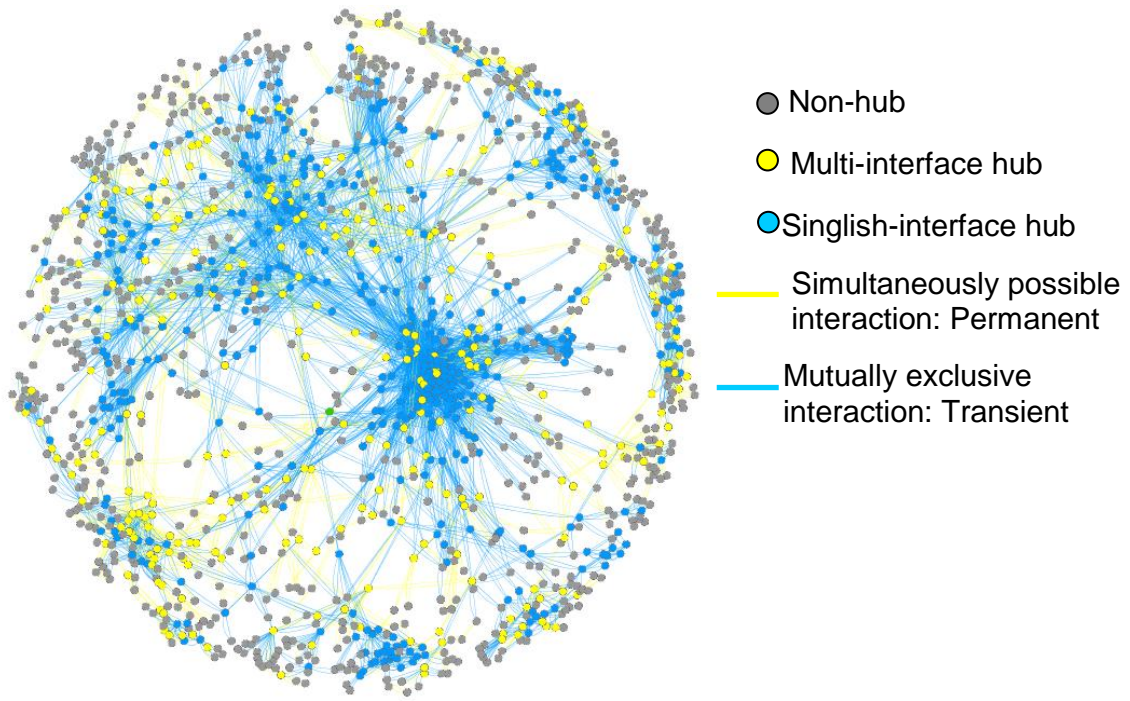 Non-hub
Multi-interface hub
Singlish-interface hub
Simultaneously possible
interaction: Permanent
Mutually exclusive
interaction: Transient